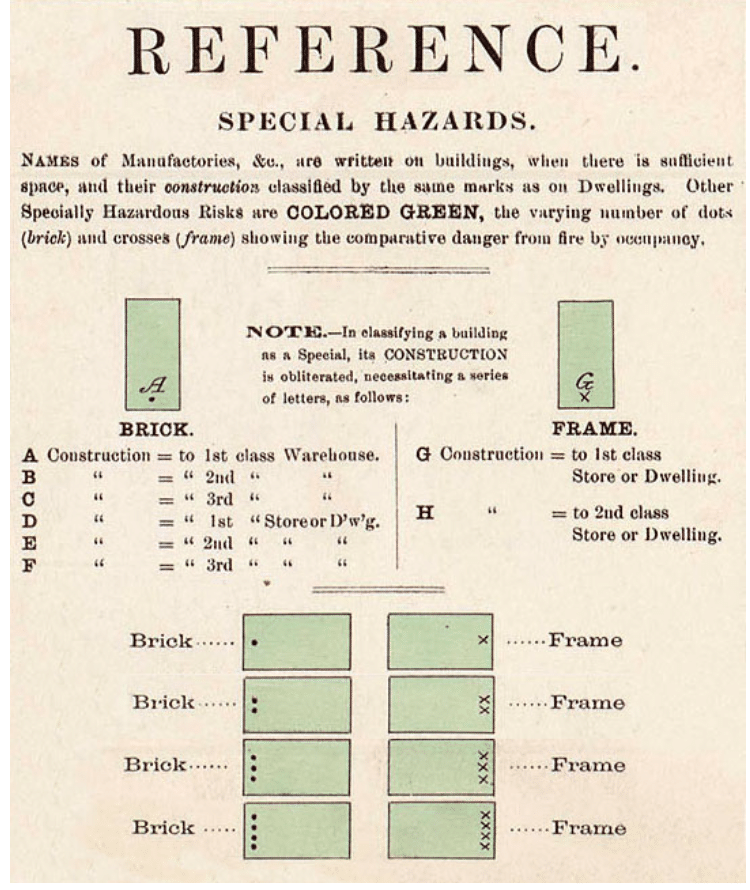 REFERENCE.
SPECIAL HAZARDS.
NAMES of Manufactories, &c., are written on buildings, when there is sufficient
space, and their construction classified by the same marks as on Dwellings. Other
Specially Hazardous Risks are COLORED GREEN, the varying number of dots
(brick) and crosses (frame) showing the comparative danger from fire by occupancy.
A
NOTE.—In classifying a building
as a Special, its CONSTRUCTION
is obliterated, necessitating a series
of letters, as follows:
G
x
BRICK.
A Construction = to 1st class Warehouse.
B “ = “ 2nd “ “
C “ = “ 3rd “ “
D “ = “ 1st “ Store or D'w'g.
E “ = “ 2nd “ “ “
F “ = “ 3rd “ “ “
FRAME.
G Construction = to 1st class
Store or Dwelling.
H “ = to 2nd class
Store or Dwelling.
Brick ...... • x ......Frame
Brick ...... : x x ......Frame
Brick ...... x x x ......Frame
Brick ..... x x x x ......Frame